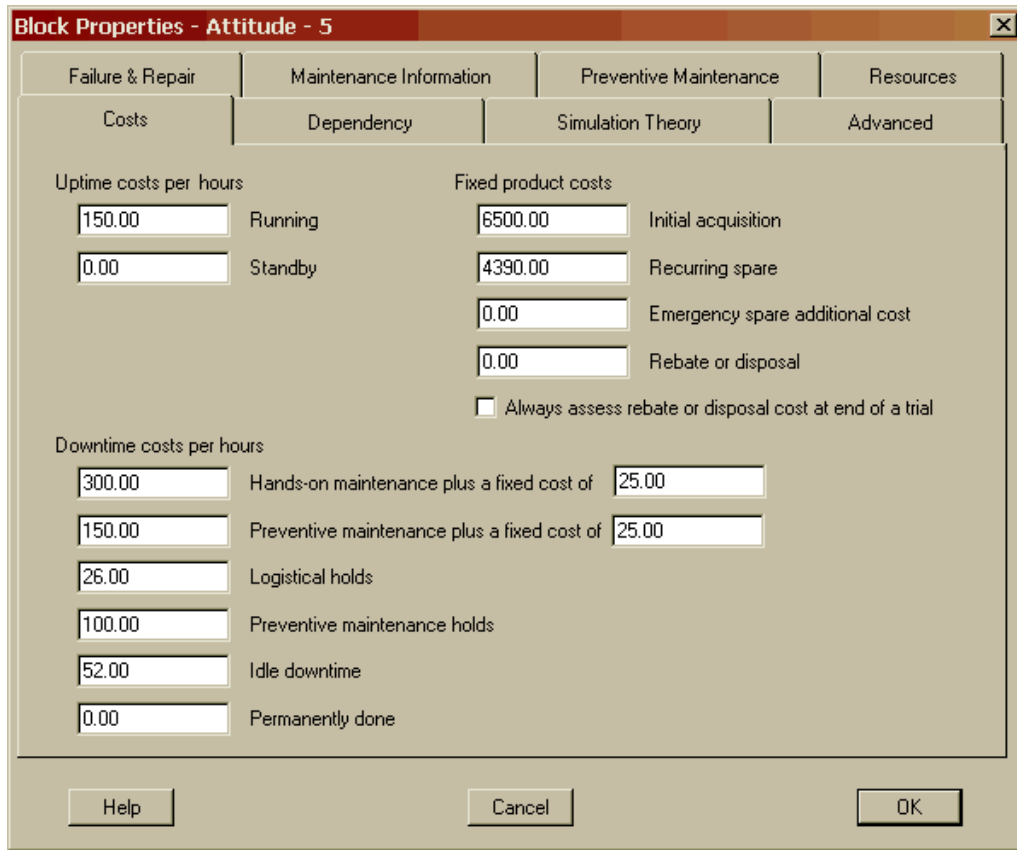 Block Properties - Attitude - 5
Failure & Repair Maintenance Information Preventive Maintenance Resources
Costs Dependency Simulation Theory Advanced
Uptime costs per hours Fixed product costs
150.00 Running 6500.00 Initial acquisition
0.00 Standby 4390.00 Recurring spare
0.00 Emergency spare additional cost
0.00 Rebate or disposal
Always assess rebate or disposal cost at end of a trial
Downtime costs per hours
300.00 Hands-on maintenance plus a fixed cost of 25.00
150.00 Preventive maintenance plus a fixed cost of 25.00
26.00 Logistical holds
100.00 Preventive maintenance holds
52.00 Idle downtime
0.00 Permanently done
Help Cancel OK